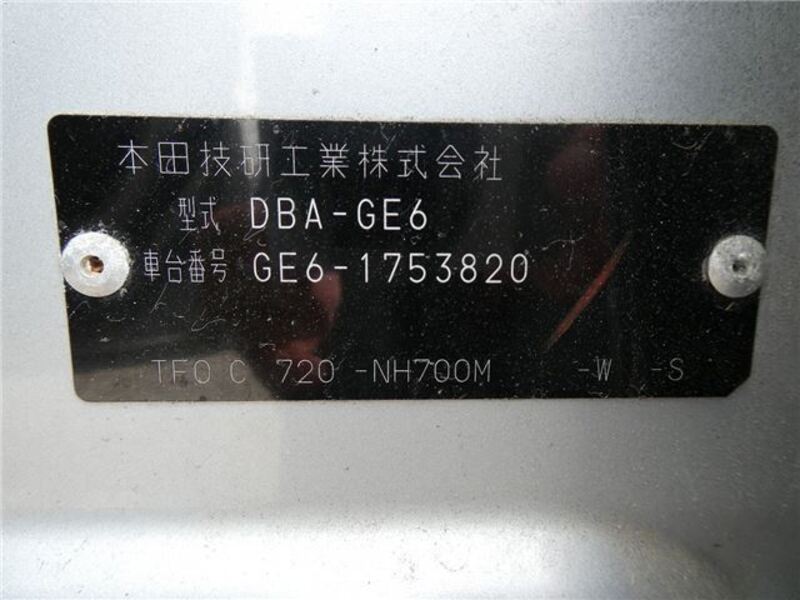 本田技研工業株式会社
型式 DBA-GE6
車台番号 GE6-1753820
TF0 C 720 -NH700M -W -S